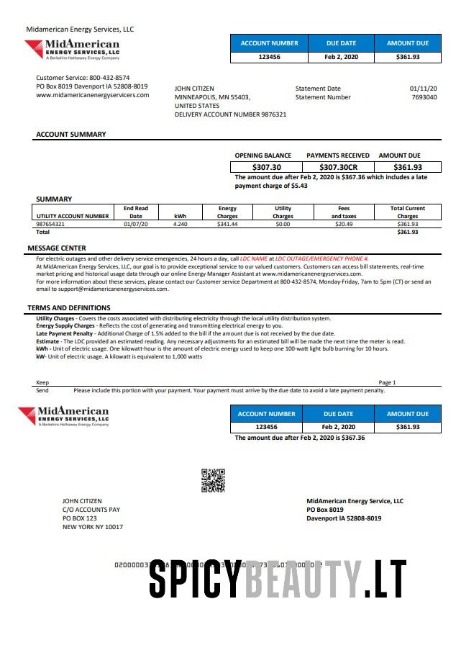 Midamerican Energy Services, LLC
MidAmerican
ENERGY SERVICES, LLC
A Berkshire Hathaway Energy Company
ACCOUNT NUMBER DUE DATE AMOUNT DUE
123456 Feb 2, 2020 $361.93
Customer Service: 800-432-8574
PO Box 8019 Davenport IA 52808-8019
www.midamericanenergyservicers.com
JOHN CITIZEN
MINNEAPOLIS, MN 55403,
UNITED STATES
DELIVERY ACCOUNT NUMBER 9876321
Statement Date 01/11/20
Statement Number 7693040
ACCOUNT SUMMARY
OPENING BALANCE PAYMENTS RECEIVED AMOUNT DUE
$307.30 $307.30CR $361.93
The amount due after Feb 2, 2020 is $367.36 which includes a late
payment charge of $5.43
SUMMARY
UTILITY ACCOUNT NUMBER End Read Date kWh Energy Charges Utility Charges Fees and taxes Total Current Charges
987654321 01/07/20 4.240 $341.44 $0.00 $20.49 $361.93
Total $361.93
MESSAGE CENTER
For electric outages and other delivery service emergencies, 24 hours a day, call LDC NAME at LDC OUTAGE/EMERGENCY PHONE #.
At MidAmerican Energy Services, LLC, our goal is to provide exceptional service to our valued customers. Customers can access bill statements, real-time
market pricing and historical usage data through our online Energy Manager Assistant at www.midamericanenergyservices.com.
For more information about these services, please contact our Customer Service Department at 800-432-8574, Monday-Friday, 7am to 5pm (CT) or send an
email to support@midamericanenergyservices.com.
TERMS AND DEFINITIONS
Utility Charges - Covers the costs associated with distributing electricity through the local utility distribution system.
Energy Supply Charges - Reflects the cost of generating and transmitting electrical energy to you.
Late Payment Penalty - Additional Charge of 1.5% added to the bill if the amount due is not received by the due date.
Estimate - The LDC provided an estimated reading. Any necessary adjustments for an estimated bill will be made the next time the meter is read.
kWh - Unit of electric usage. One kilowatt-hour is the amount of electric energy used to keep one 100-watt light bulb burning for 10 hours.
kW- Unit of electric usage. A kilowatt is equivalent to 1,000 watts
Keep Page 1
Send Please include this portion with your payment. Your payment must arrive by the due date to avoid a late payment penalty.
MidAmerican
ENERGY SERVICES, LLC
A Berkshire Hathaway Energy Company
ACCOUNT NUMBER DUE DATE AMOUNT DUE
123456 Feb 2, 2020 $361.93
The amount due after Feb 2, 2020 is $367.36
JOHN CITIZEN
C/O ACCOUNTS PAY
PO BOX 123
NEW YORK NY 10017
MidAmerican Energy Service, LLC
PO Box 8019
Davenport IA 52808-8019
SPICYBEAUTY.LT